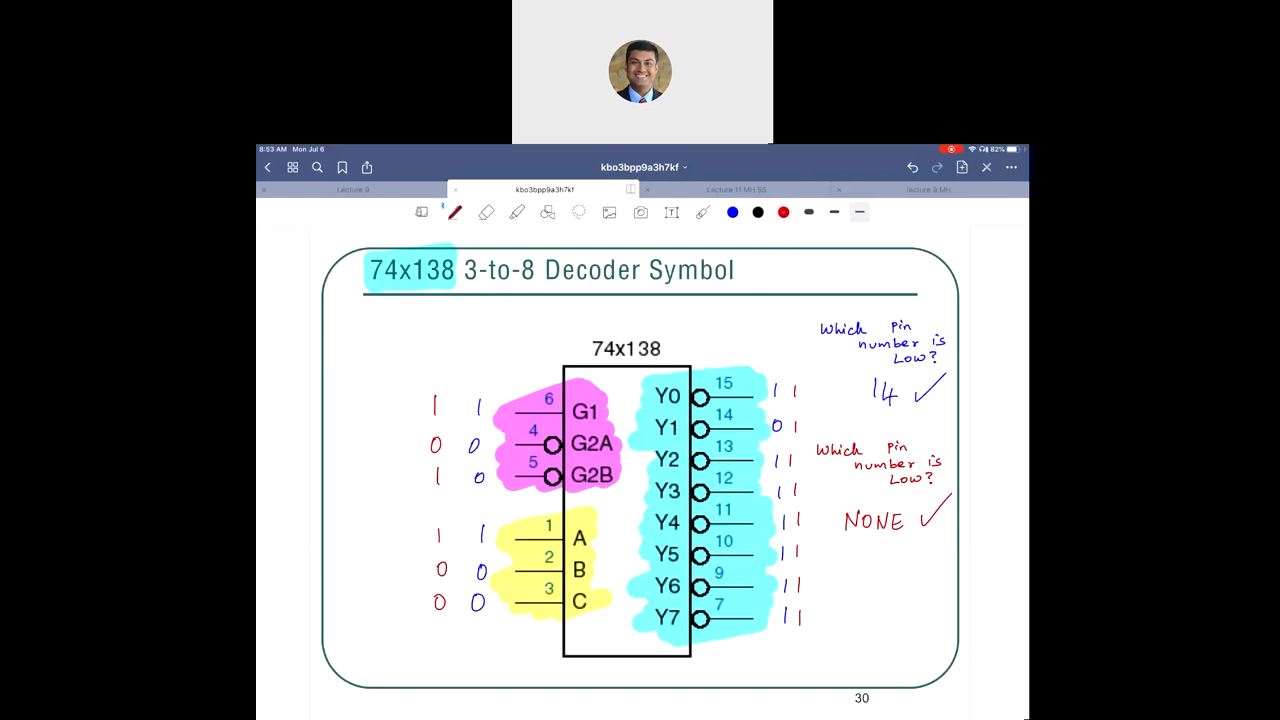 8:53 AM Mon Jul 6
82%
kbo3bpp9a3h7kf
Lecture 9
kbo3bpp9a3h7kf
Lecture 11 MH SS
lecture 9 MH
74x138 3-to-8 Decoder Symbol
74x138
Which Pin
number is
Low?
14
Which Pin
number is
Low?
NONE
1 1 6 G1
0 0 4 G2A
1 0 5 G2B
1 1 1 A
0 0 2 B
0 0 3 C
Y0 15 1 1
Y1 14 0 1
Y2 13 1 1
Y3 12 1 1
Y4 11 1 1
Y5 10 1 1
Y6 9 1 1
Y7 7 1 1
30